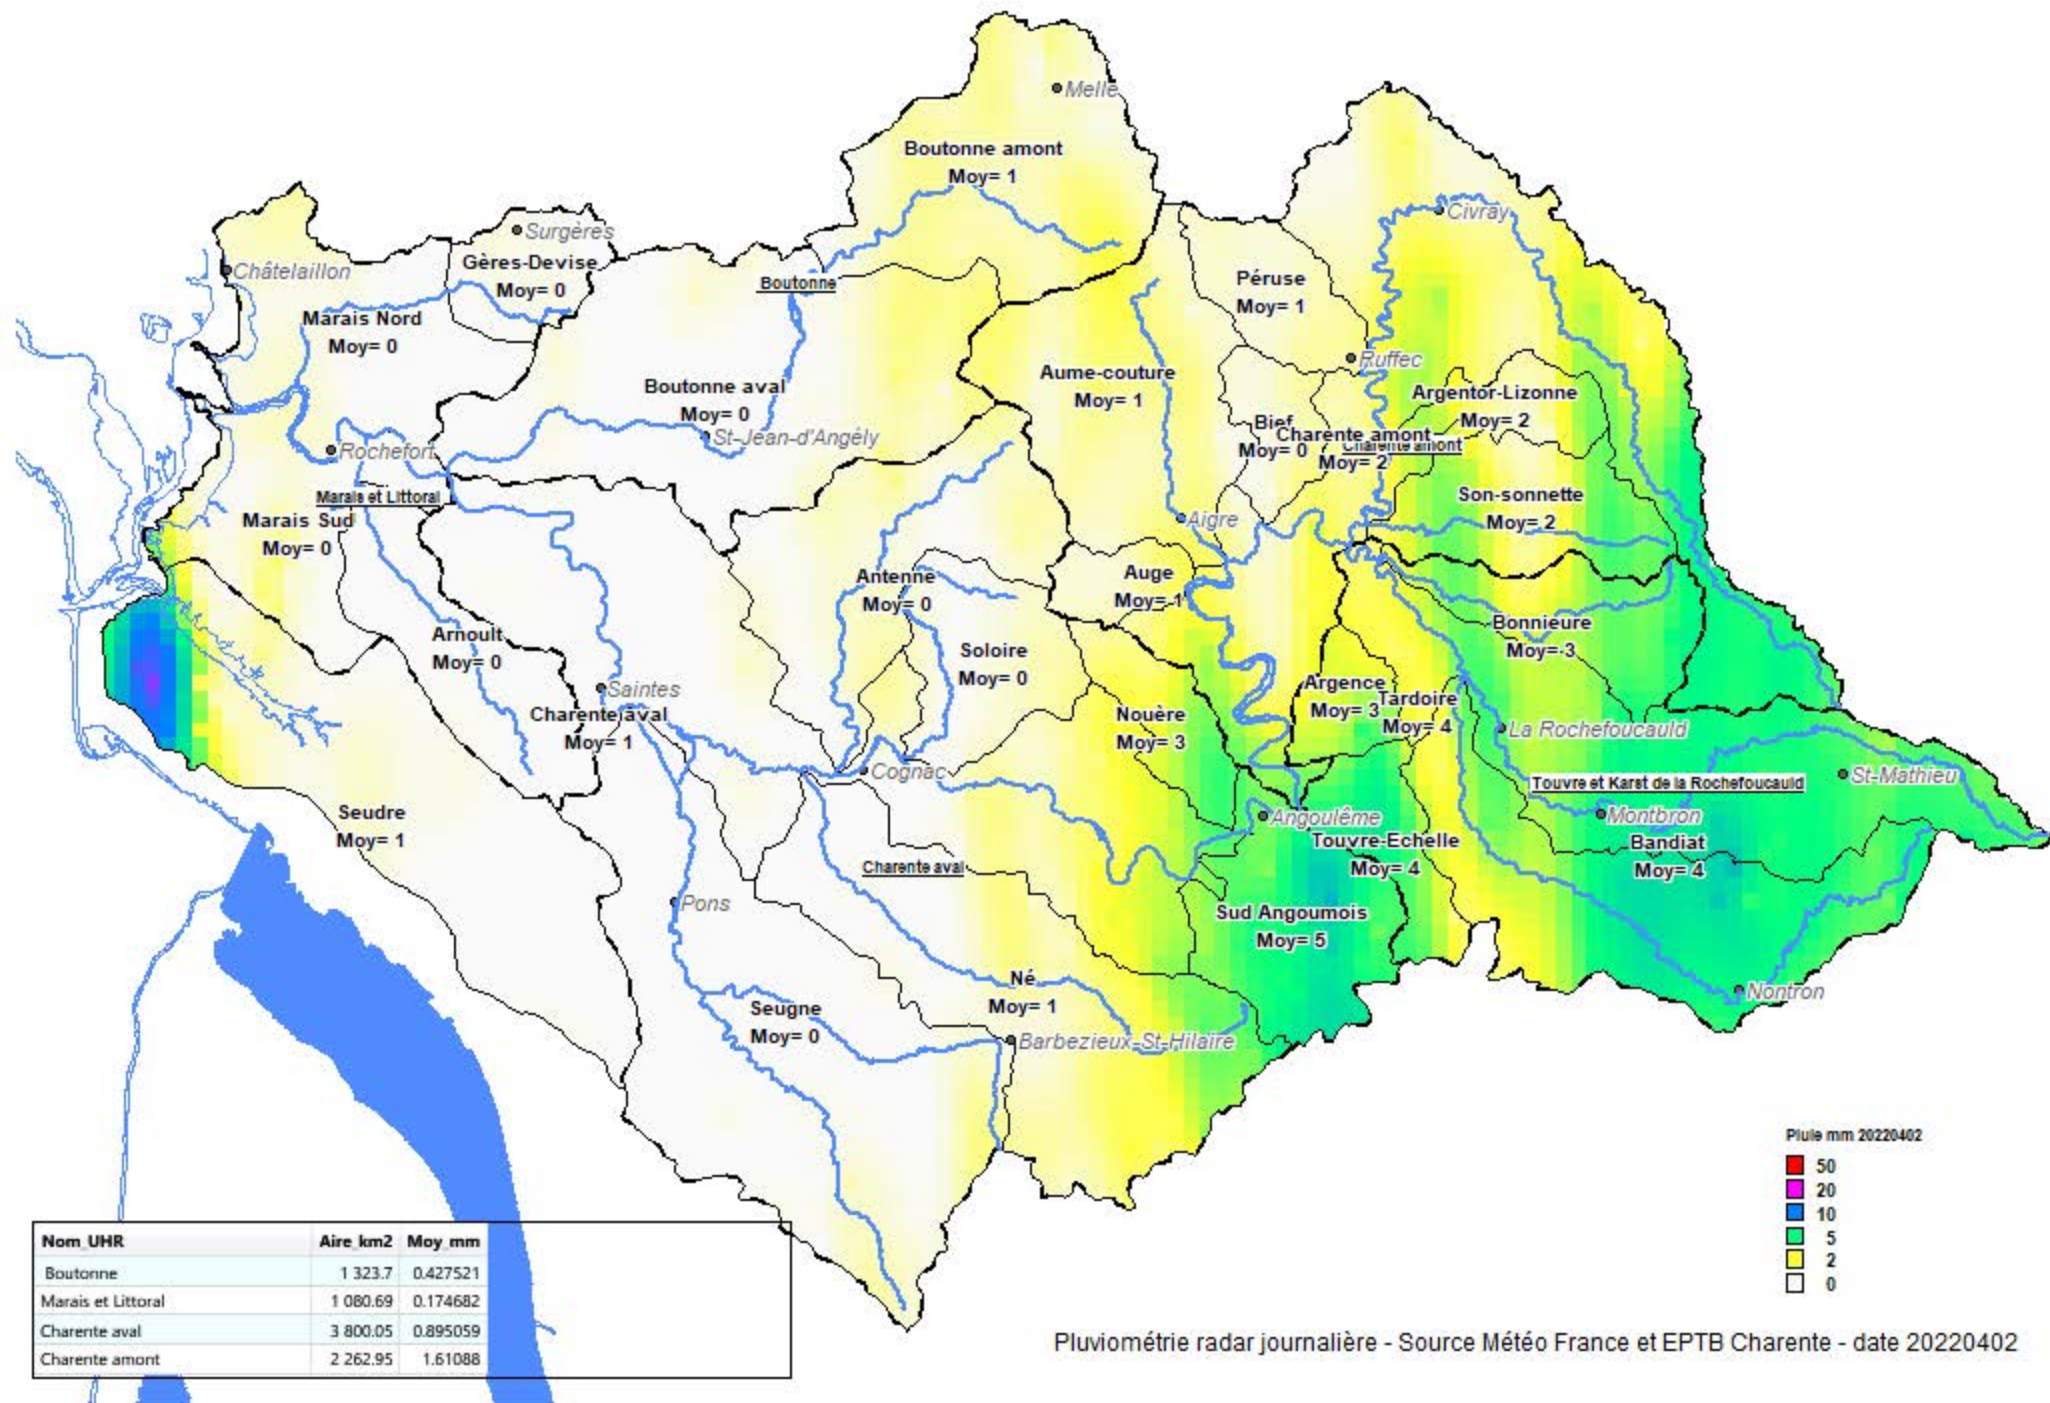 Melle
Boutonne amont
Moy= 1
Civray
Surgères
Châtelaillon
Gères-Devise
Moy= 0
Boutonne
Péruse
Moy= 1
Marais Nord
Moy= 0
Ruffec
Aume-couture
Moy= 1
Boutonne aval
Moy= 0
Argentor-Lizonne
Moy= 2
St-Jean-d'Angély
Bief
Moy= 0
Charente amont
Moy= 2
Charente amont
Rochefort
Marais et Littoral
Son-sonnette
Moy= 2
Marais Sud
Moy= 0
Aigre
Antenne
Moy= 0
Auge
Moy= 1
Bonnieure
Moy= 3
Arnoult
Moy= 0
Soloire
Moy= 0
Saintes
Argence
Moy= 3
Tardoire
Moy= 4
Charente aval
Moy= 1
Nouère
Moy= 3
La Rochefoucauld
Cognac
Touvre et Karst de la Rochefoucauld
St-Mathieu
Seudre
Moy= 1
Angoulême
Montbron
Touvre-Echelle
Moy= 4
Bandiat
Moy= 4
Charente aval
Pons
Sud Angoumois
Moy= 5
Né
Moy= 1
Nontron
Seugne
Moy= 0
Barbezieux-St-Hilaire
Pluie mm 20220402
50
20
10
5
2
0
Nom_UHR Aire_km2 Moy_mm
Boutonne 1 323.7 0.427521
Marais et Littoral 1 080.69 0.174682
Charente aval 3 800.05 0.895059
Charente amont 2 262.95 1.61088
Pluviométrie radar journalière - Source Météo France et EPTB Charente - date 20220402